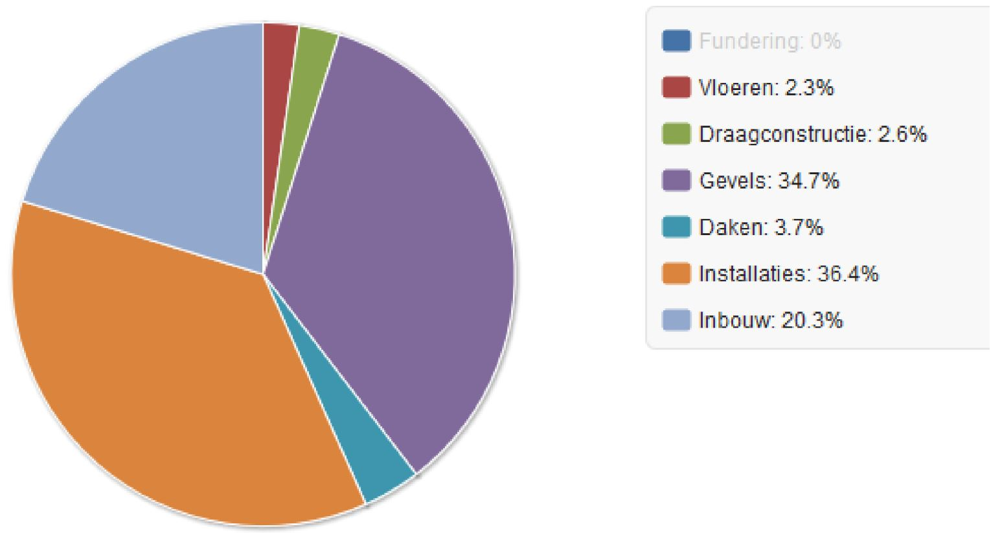 Fundering: 0%
Vloeren: 2.3%
Draagconstructie: 2.6%
Gevels: 34.7%
Daken: 3.7%
Installaties: 36.4%
Inbouw: 20.3%